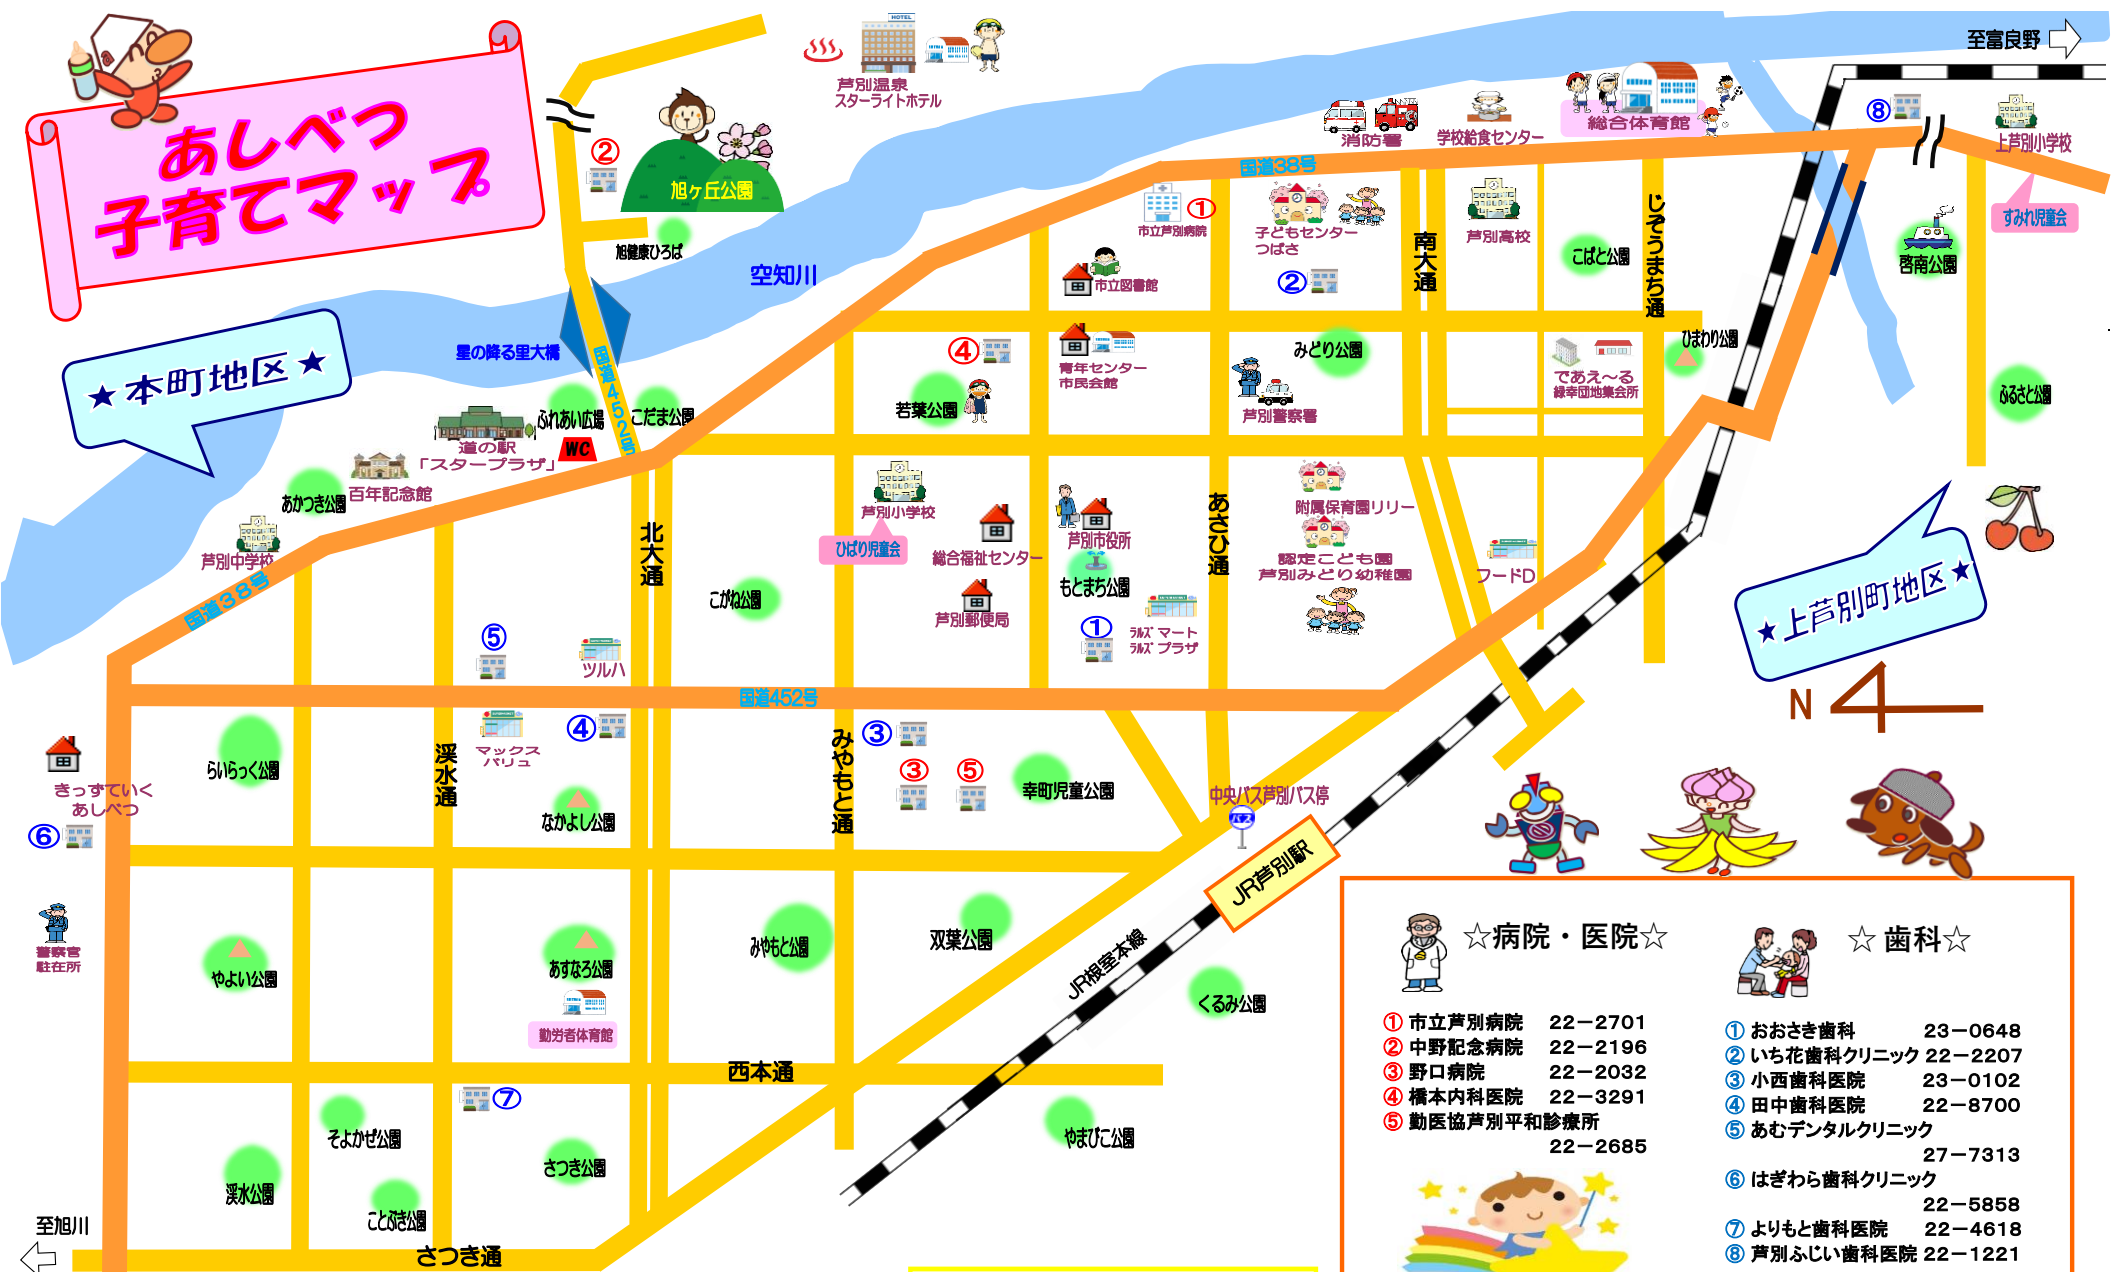 あしべつ
子育てマップ
★本町地区★
至富良野
HOTEL
芦別温泉
スターライトホテル
②
旭ヶ丘公園
旭健康ひろば
空知川
星の降る里大橋
国道452号
消防署
学校給食センター
総合体育館
⑧
上芦別小学校
すみれ児童会
国道38号
市立芦別病院
①
子どもセンター
つばさ
②
南大通
芦別高校
こばと公園
じぞうまち通
啓南公園
市立図書館
④
青年センター
市民会館
みどり公園
芦別警察署
であえ~る
緑幸団地集会所
ひまわり公園
ふるさと公園
若葉公園
ふれあい広場
こだま公園
WC
道の駅
「スタープラザ」
百年記念館
あかつき公園
芦別中学校
国道38号
北大通
芦別小学校
ひばり児童会
総合福祉センター
芦別市役所
あさひ通
附属保育園リリー
認定こども園
芦別みどり幼稚園
フードD
★上芦別町地区★
N
こがね公園
芦別郵便局
もとまち公園
①
ラルズマート
ラルズプラザ
⑤
ツルハ
国道452号
きっずていく
あしべつ
⑥
らいらっく公園
渓水通
マックス
バリュ
④
なかよし公園
みやもと通
③
③
⑤
幸町児童公園
中央バス芦別バス停
バス
JR芦別駅
JR根室本線
警察官
駐在所
やよい公園
あすなろ公園
勤労者体育館
みやもと公園
双葉公園
くるみ公園
西本通
⑦
そよかぜ公園
渓水公園
ことぶき公園
さつき公園
やまびこ公園
至旭川
さつき通
☆病院・医院☆
①市立芦別病院 22-2701
②中野記念病院 22-2196
③野口病院 22-2032
④橋本内科医院 22-3291
⑤勤医協芦別平和診療所
22-2685
☆歯科☆
①おおさき歯科 23-0648
②いち花歯科クリニック 22-2207
③小西歯科医院 23-0102
④田中歯科医院 22-8700
⑤あむデンタルクリニック
27-7313
⑥はぎわら歯科クリニック
22-5858
⑦よりもと歯科医院 22-4618
⑧芦別ふじい歯科医院 22-1221